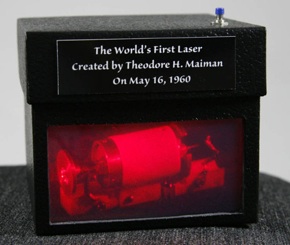 The World's First Laser
Created by Theodore H. Maiman
On May 16, 1960